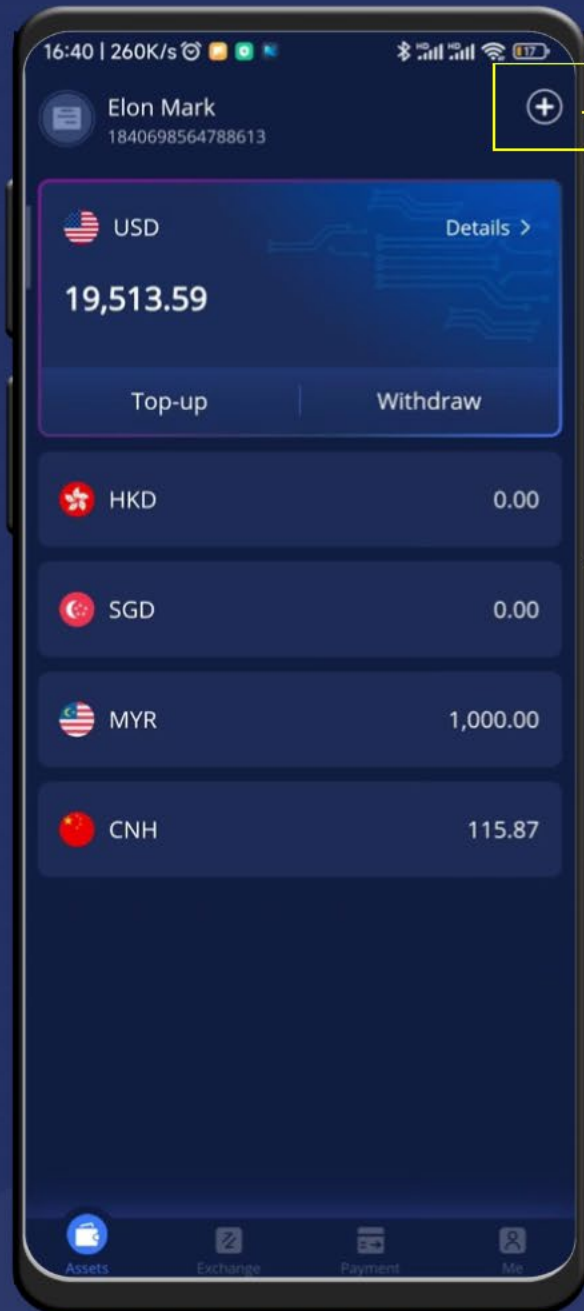 16:40 | 260K/s
17
Elon Mark
1840698564788613
USD
Details >
19,513.59
Top-up
Withdraw
HKD
0.00
SGD
0.00
MYR
1,000.00
CNH
115.87
Assets
Exchange
Payment
Me